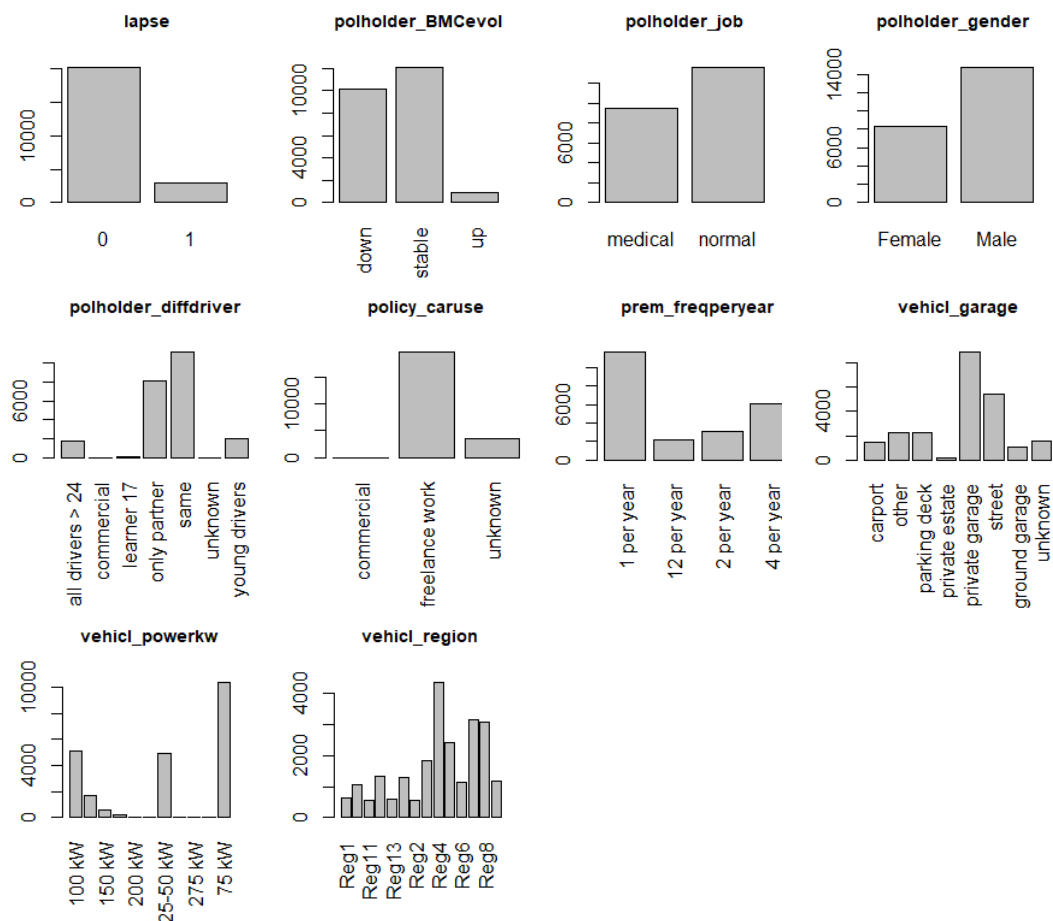 lapse
polholder_BMCevol
polholder_job
polholder_gender
0
10000
0
1
0
4000
10000
down
stable
up
0
6000
medical
normal
0
6000
14000
Female
Male
polholder_diffdriver
policy_caruse
prem_freqperyear
vehicl_garage
0
6000
all drivers > 24
commercial
learner 17
only partner
same
unknown
young drivers
0
10000
commercial
freelance work
unknown
0
6000
1 per year
12 per year
2 per year
4 per year
0
4000
carport
other
parking deck
private estate
private garage
street
ground garage
unknown
vehicl_powerkw
vehicl_region
0
4000
10000
100 kW
150 kW
200 kW
25-50 kW
275 kW
75 kW
0
2000
4000
Reg1
Reg11
Reg13
Reg2
Reg4
Reg6
Reg8